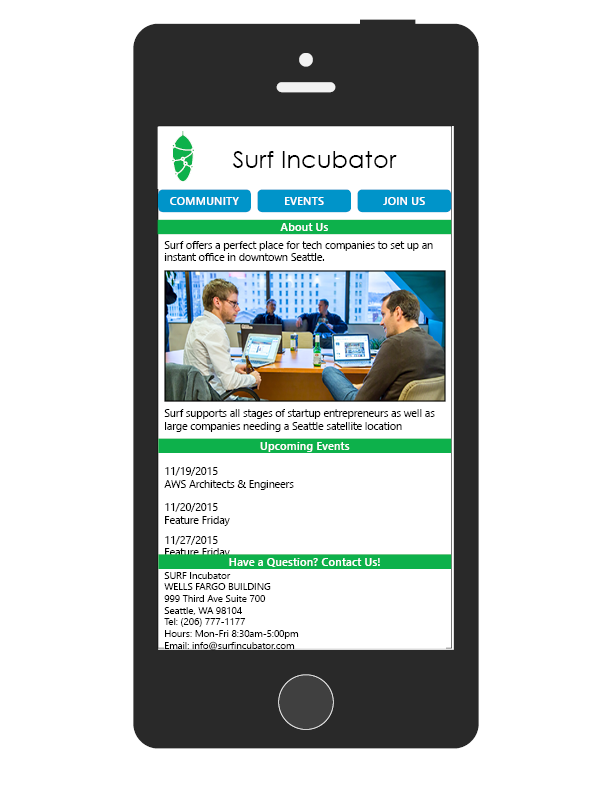 Surf Incubator
COMMUNITY EVENTS JOIN US
About Us
Surf offers a perfect place for tech companies to set up an
instant office in downtown Seattle.
Surf supports all stages of startup entrepreneurs as well as
large companies needing a Seattle satellite location
Upcoming Events
11/19/2015
AWS Architects & Engineers
11/20/2015
Feature Friday
11/27/2015
Feature Friday
Have a Question? Contact Us!
SURF Incubator
WELLS FARGO BUILDING
999 Third Ave Suite 700
Seattle, WA 98104
Tel: (206) 777-1177
Hours: Mon-Fri 8:30am-5:00pm
Email: info@surfincubator.com